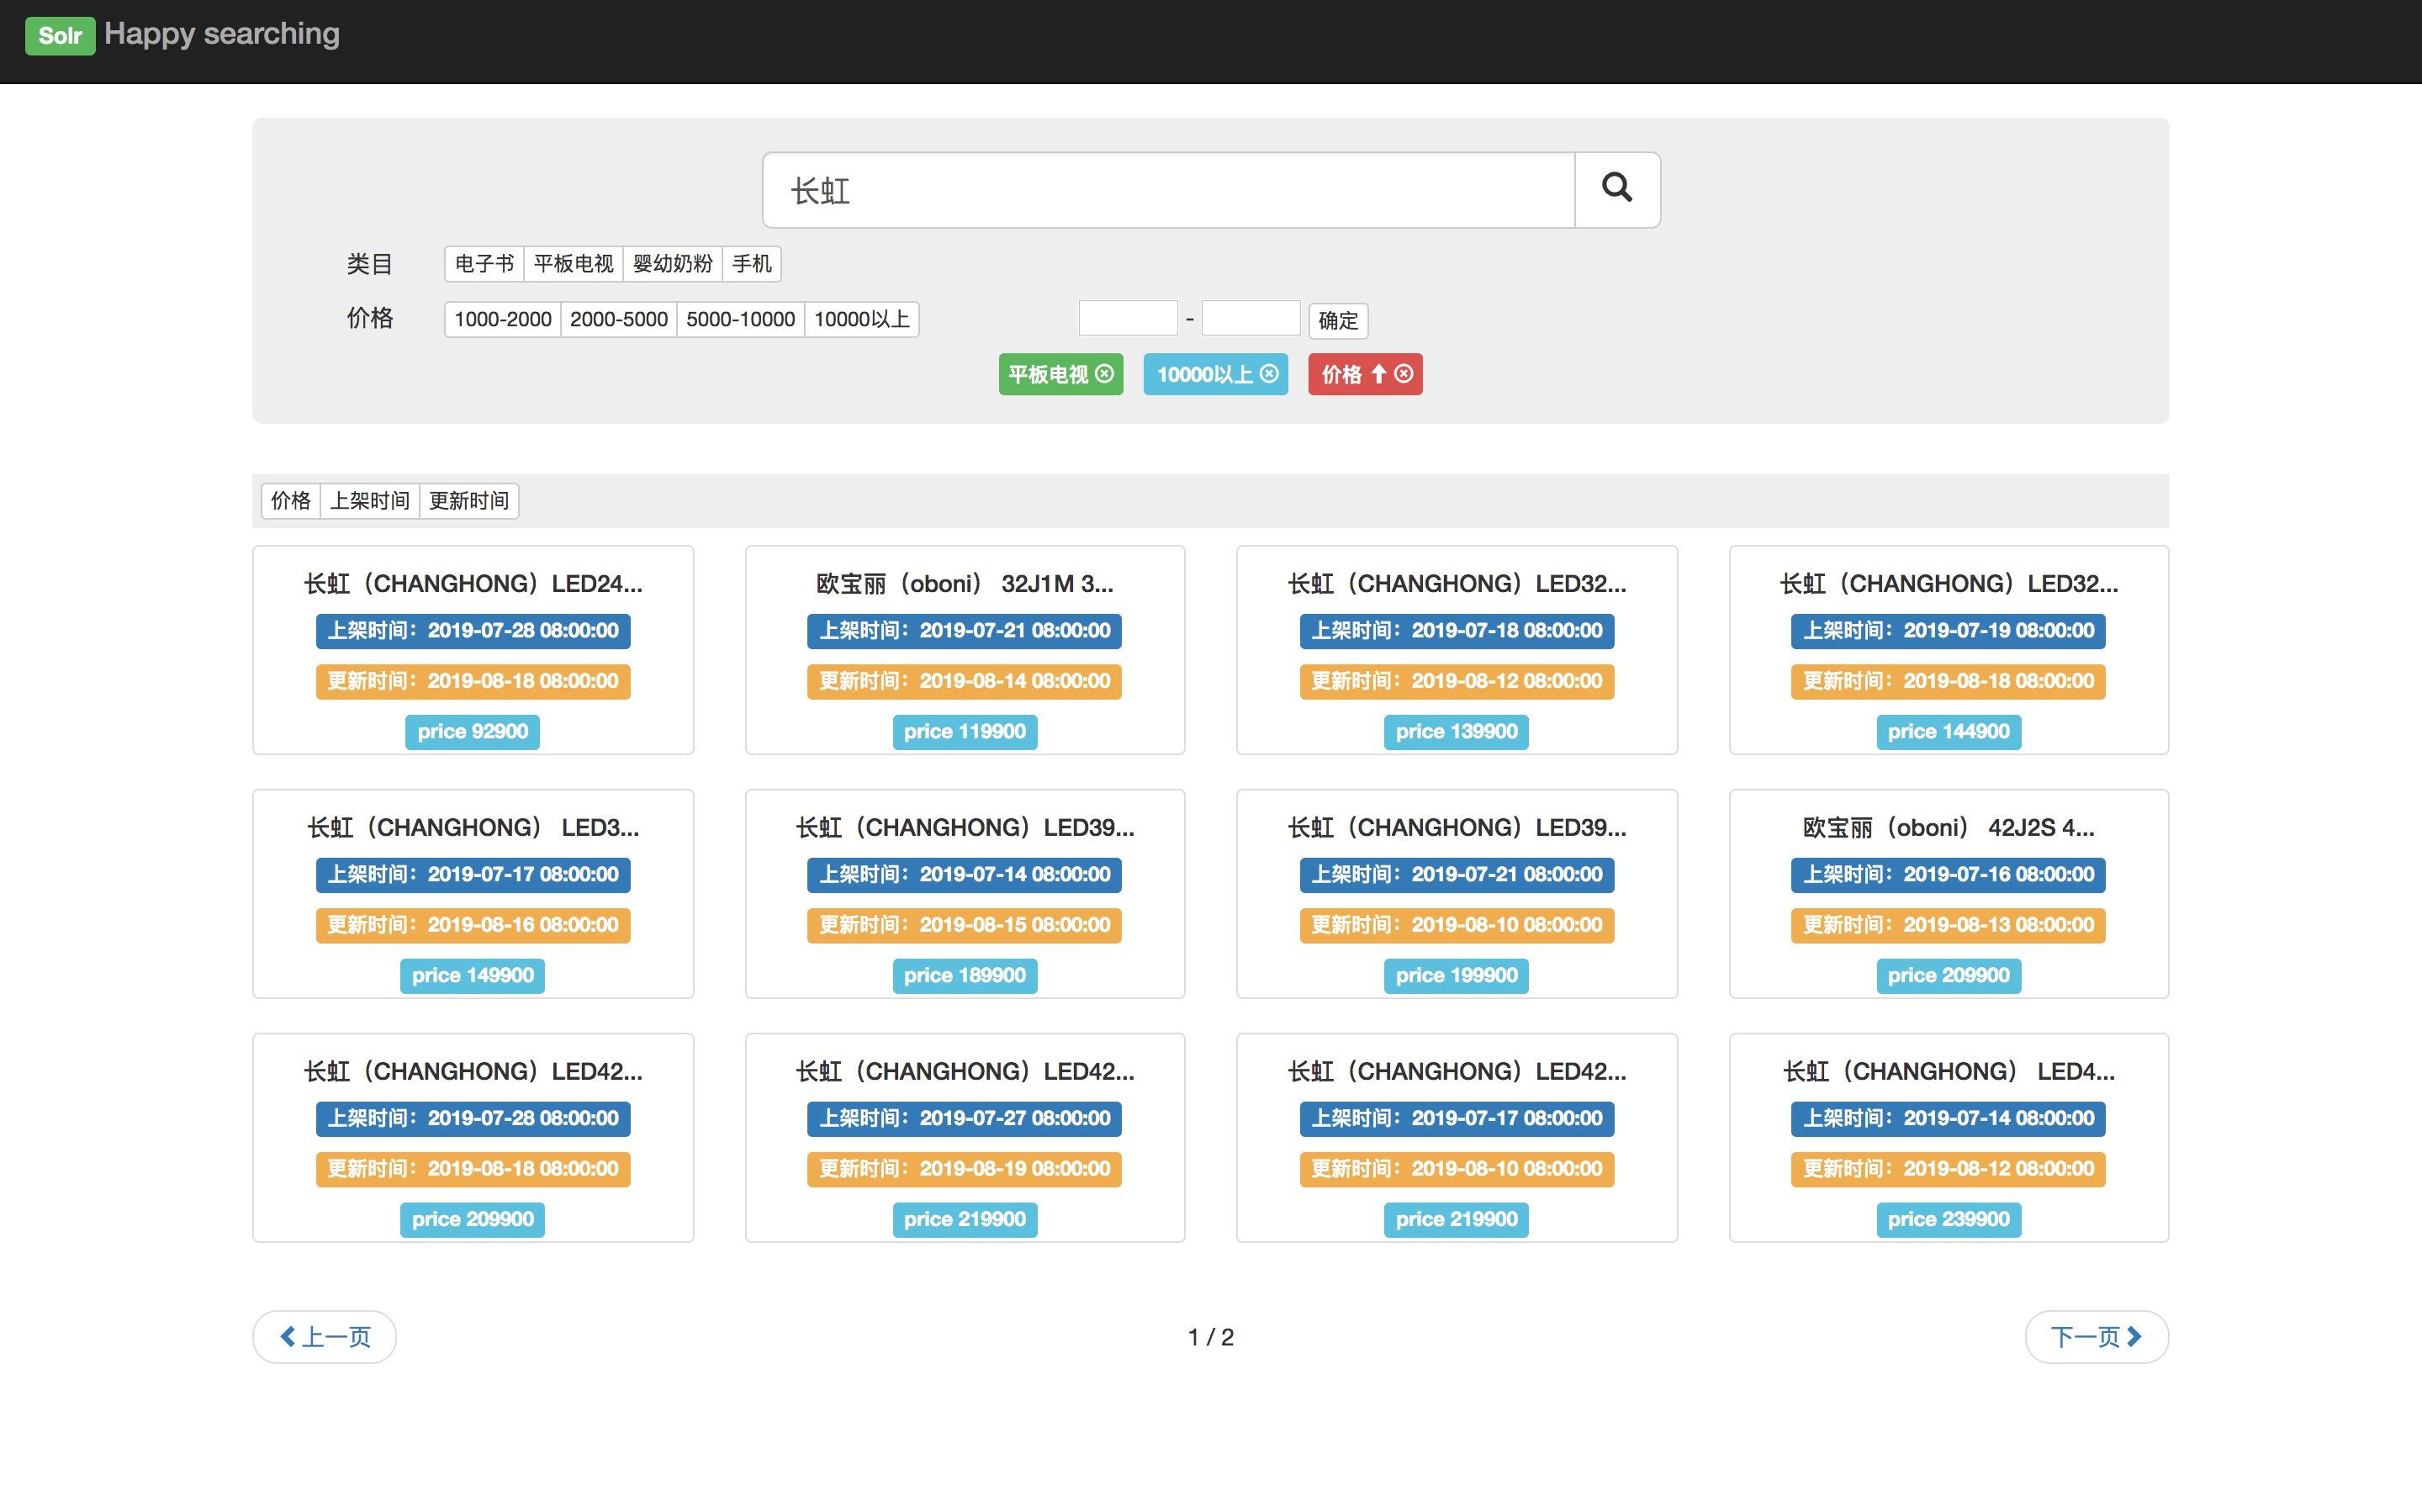 Solr Happy searching
长虹
类目 电子书 平板电视 婴幼奶粉 手机
价格 1000-2000 2000-5000 5000-10000 10000以上 - 确定
平板电视 10000以上 价格
价格 上架时间 更新时间
长虹（CHANGHONG）LED24... 欧宝丽（oboni） 32J1M 3... 长虹（CHANGHONG）LED32... 长虹（CHANGHONG）LED32...
上架时间：2019-07-28 08:00:00 上架时间：2019-07-21 08:00:00 上架时间：2019-07-18 08:00:00 上架时间：2019-07-19 08:00:00
更新时间：2019-08-18 08:00:00 更新时间：2019-08-14 08:00:00 更新时间：2019-08-12 08:00:00 更新时间：2019-08-18 08:00:00
price 92900 price 119900 price 139900 price 144900
长虹（CHANGHONG） LED3... 长虹（CHANGHONG）LED39... 长虹（CHANGHONG）LED39... 欧宝丽（oboni） 42J2S 4...
上架时间：2019-07-17 08:00:00 上架时间：2019-07-14 08:00:00 上架时间：2019-07-21 08:00:00 上架时间：2019-07-16 08:00:00
更新时间：2019-08-16 08:00:00 更新时间：2019-08-15 08:00:00 更新时间：2019-08-10 08:00:00 更新时间：2019-08-13 08:00:00
price 149900 price 189900 price 199900 price 209900
长虹（CHANGHONG）LED42... 长虹（CHANGHONG）LED42... 长虹（CHANGHONG）LED42... 长虹（CHANGHONG） LED4...
上架时间：2019-07-28 08:00:00 上架时间：2019-07-27 08:00:00 上架时间：2019-07-17 08:00:00 上架时间：2019-07-14 08:00:00
更新时间：2019-08-18 08:00:00 更新时间：2019-08-19 08:00:00 更新时间：2019-08-10 08:00:00 更新时间：2019-08-12 08:00:00
price 209900 price 219900 price 219900 price 239900
上一页 1 / 2 下一页